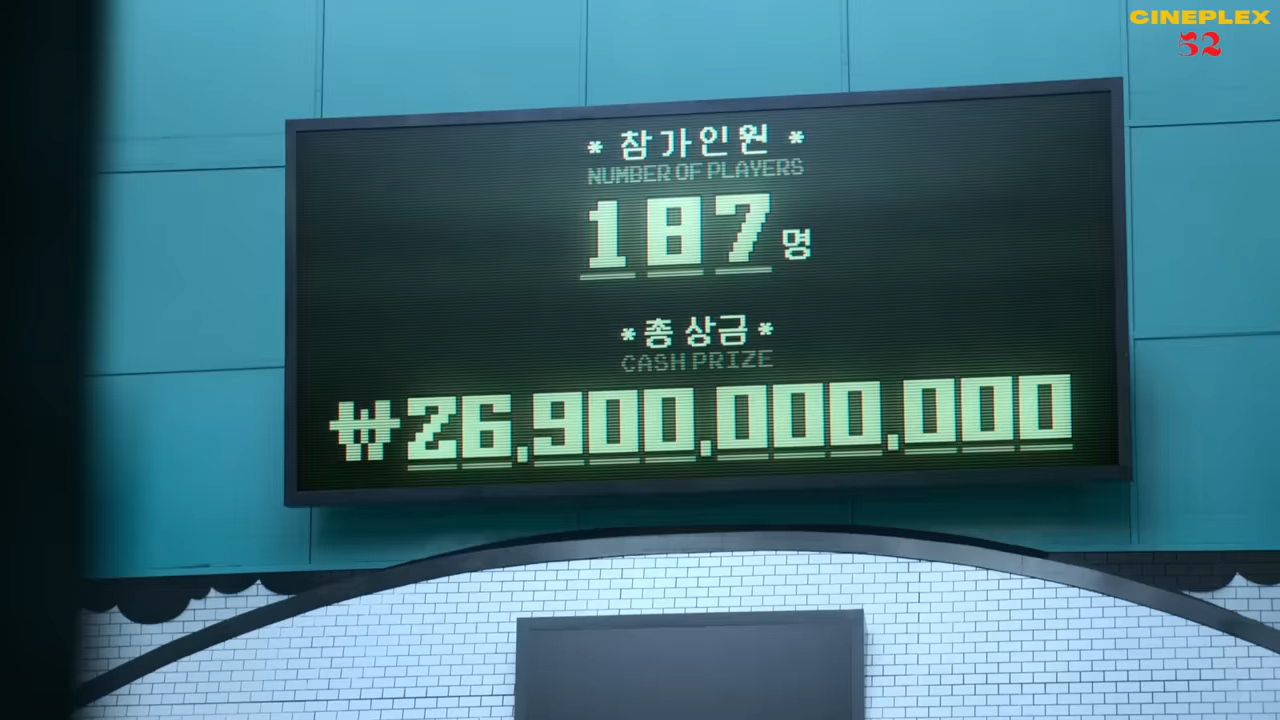 CINEPLEX
52
* 참가인원 *
NUMBER OF PLAYERS
187 명
* 총 상금 *
CASH PRIZE
₩26,900,000,000